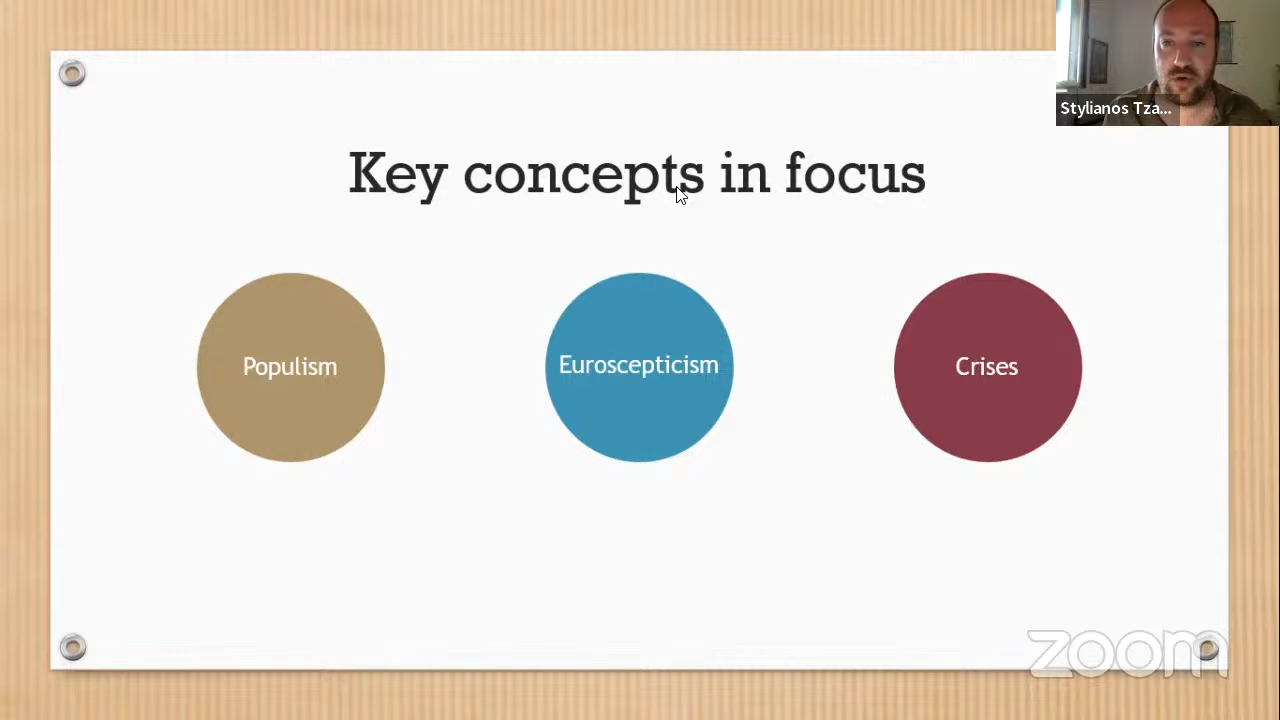 Stylianos Tza...
Key concepts in focus
Populism
Euroscepticism
Crises
zoom